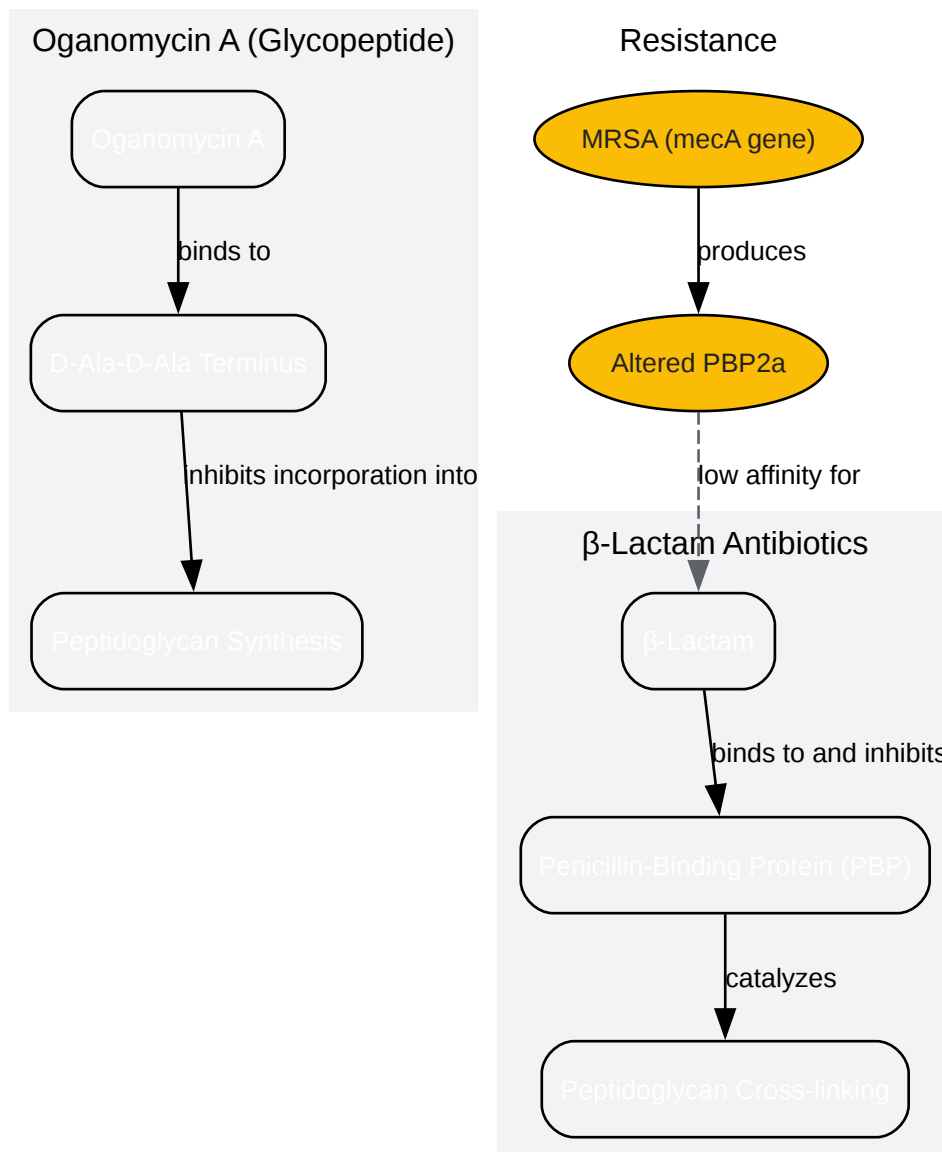 Oganomycin A (Glycopeptide)
Oganomycin A
binds to
D-Ala-D-Ala Terminus
inhibits incorporation into
Peptidoglycan Synthesis
Resistance
MRSA (mecA gene)
produces
Altered PBP2a
low affinity for
β-Lactam Antibiotics
β-Lactam
binds to and inhibits
Penicillin-Binding Protein (PBP)
catalyzes
Peptidoglycan Cross-linking